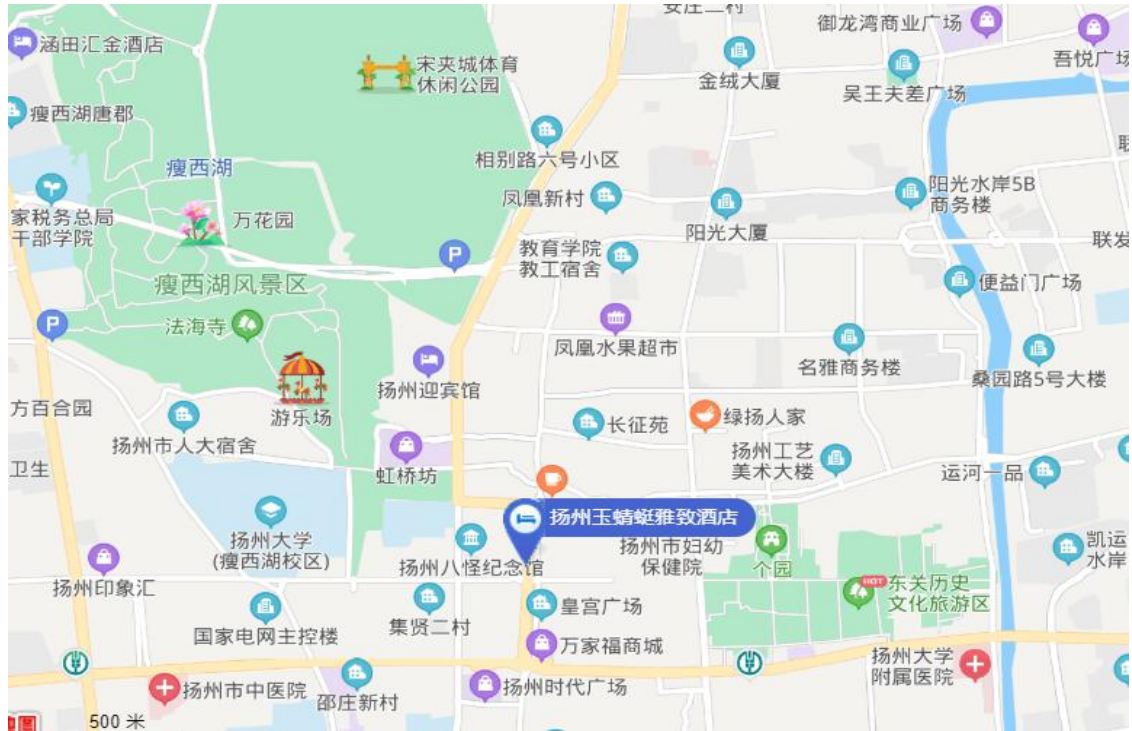 安庄二村
御龙湾商业广场
涵田汇金酒店
吾悦广场
宋夹城体育
休闲公园
金绒大厦
吴王夫差广场
瘦西湖唐郡
相别路六号小区
瘦西湖
阳光水岸5B
商务楼
凤凰新村
家税务总局
干部学院
万花园
阳光大厦
联发
教育学院
教工宿舍
P
瘦西湖风景区
便益门广场
P
法海寺
凤凰水果超市
名雅商务楼
桑园路5号大楼
扬州迎宾馆
方百合园
游乐场
绿扬人家
长征苑
扬州市人大宿舍
扬州工艺
美术大楼
卫生
虹桥坊
运河一品
扬州玉蜻蜓雅致酒店
扬州大学
(瘦西湖校区)
扬州八怪纪念馆
扬州市妇幼
保健院
个园
凯运
水岸
扬州印象汇
HOT
东关历史
文化旅游区
皇宫广场
集贤二村
国家电网主控楼
万家福商城
扬州大学
附属医院
扬州市中医院
扬州时代广场
邵庄新村
500 米